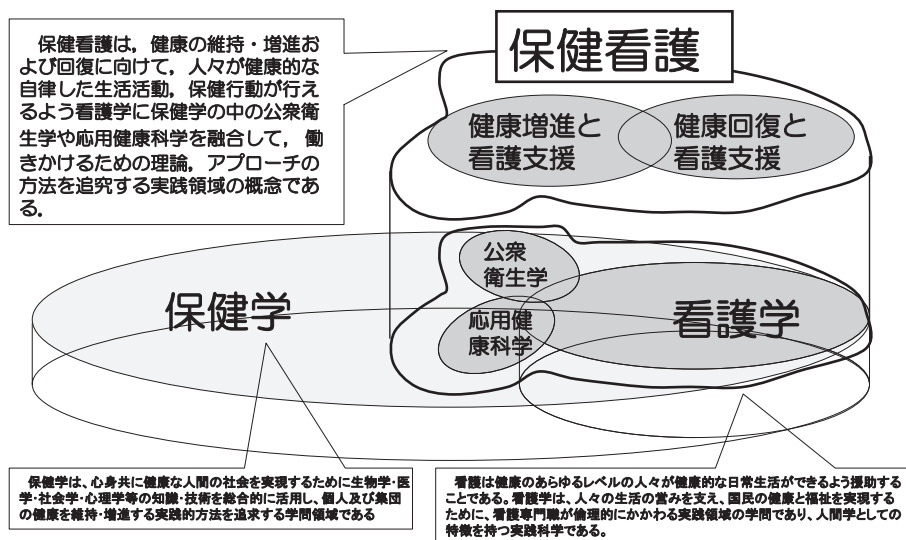 保健看護は，健康の維持・増進お
よび回復に向けて，人々が健康的な
自律した生活活動，保健行動が行え
るよう看護学に保健学の中の公衆衛
生学や応用健康科学を融合して，働
きかけるための理論，アプローチの
方法を追究する実践領域の概念であ
る．
保健看護
健康増進と
看護支援
健康回復と
看護支援
公衆
衛生学
保健学
応用健
康科学
看護学
保健学は、心身共に健康な人間の社会を実現するために生物学・医
学・社会学・心理学等の知識・技術を総合的に活用し、個人及び集団
の健康を維持・増進する実践的方法を追求する学問領域である
看護は健康のあらゆるレベルの人々が健康的な日常生活ができるよう援助する
ことである。看護学は、人々の生活の営みを支え、国民の健康と福祉を実現する
ために、看護専門職が倫理的にかかわる実践領域の学問であり、人間学としての
特徴を持つ実践科学である。